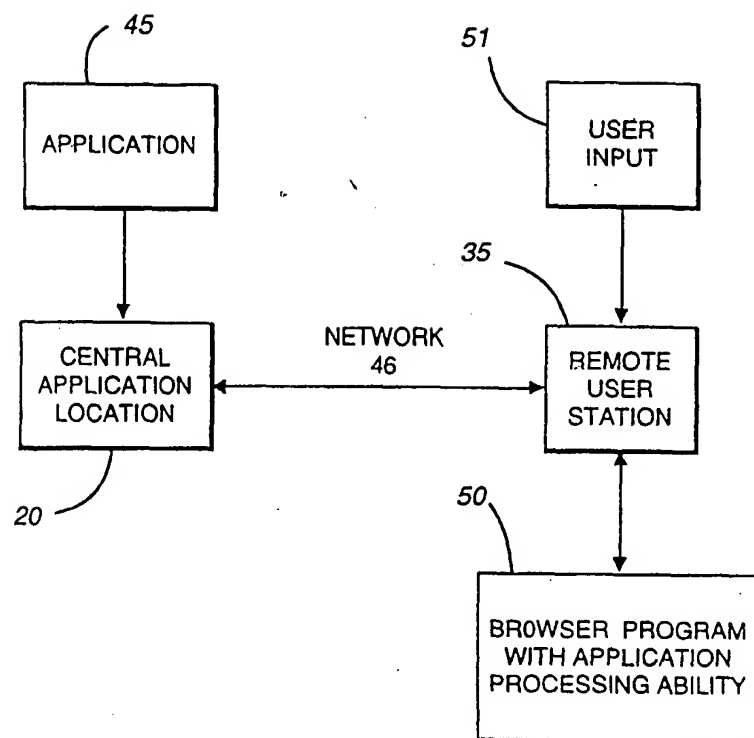 45
APPLICATION
51
USER
INPUT
CENTRAL
APPLICATION
LOCATION
20
NETWORK
46
35
REMOTE
USER
STATION
50
BROWSER PROGRAM
WITH APPLICATION
PROCESSING ABILITY